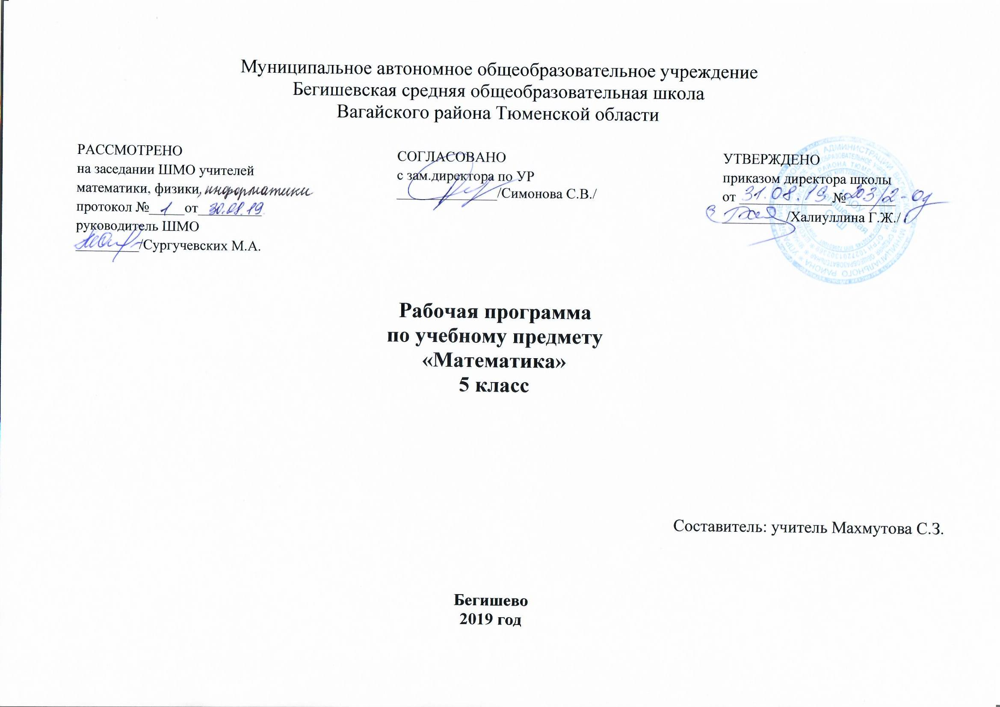 Муниципальное автономное общеобразовательное учреждение
Бегишевская средняя общеобразовательная школа
Вагайского района Тюменской области
РАССМОТРЕНО
на заседании ШМО учителей
математики, физики, информатики
протокол № 1 от 30.08.19
руководитель ШМО
/Сургучевских М.А.
СОГЛАСОВАНО
с зам.директора по УР
/Симонова С.В./
УТВЕРЖДЕНО
приказом директора школы
от 31.08.19 № 203/2-од
/Халиуллина Г.Ж./
Рабочая программа
по учебному предмету
«Математика»
5 класс
Составитель: учитель Махмутова С.З.
Бегишево
2019 год